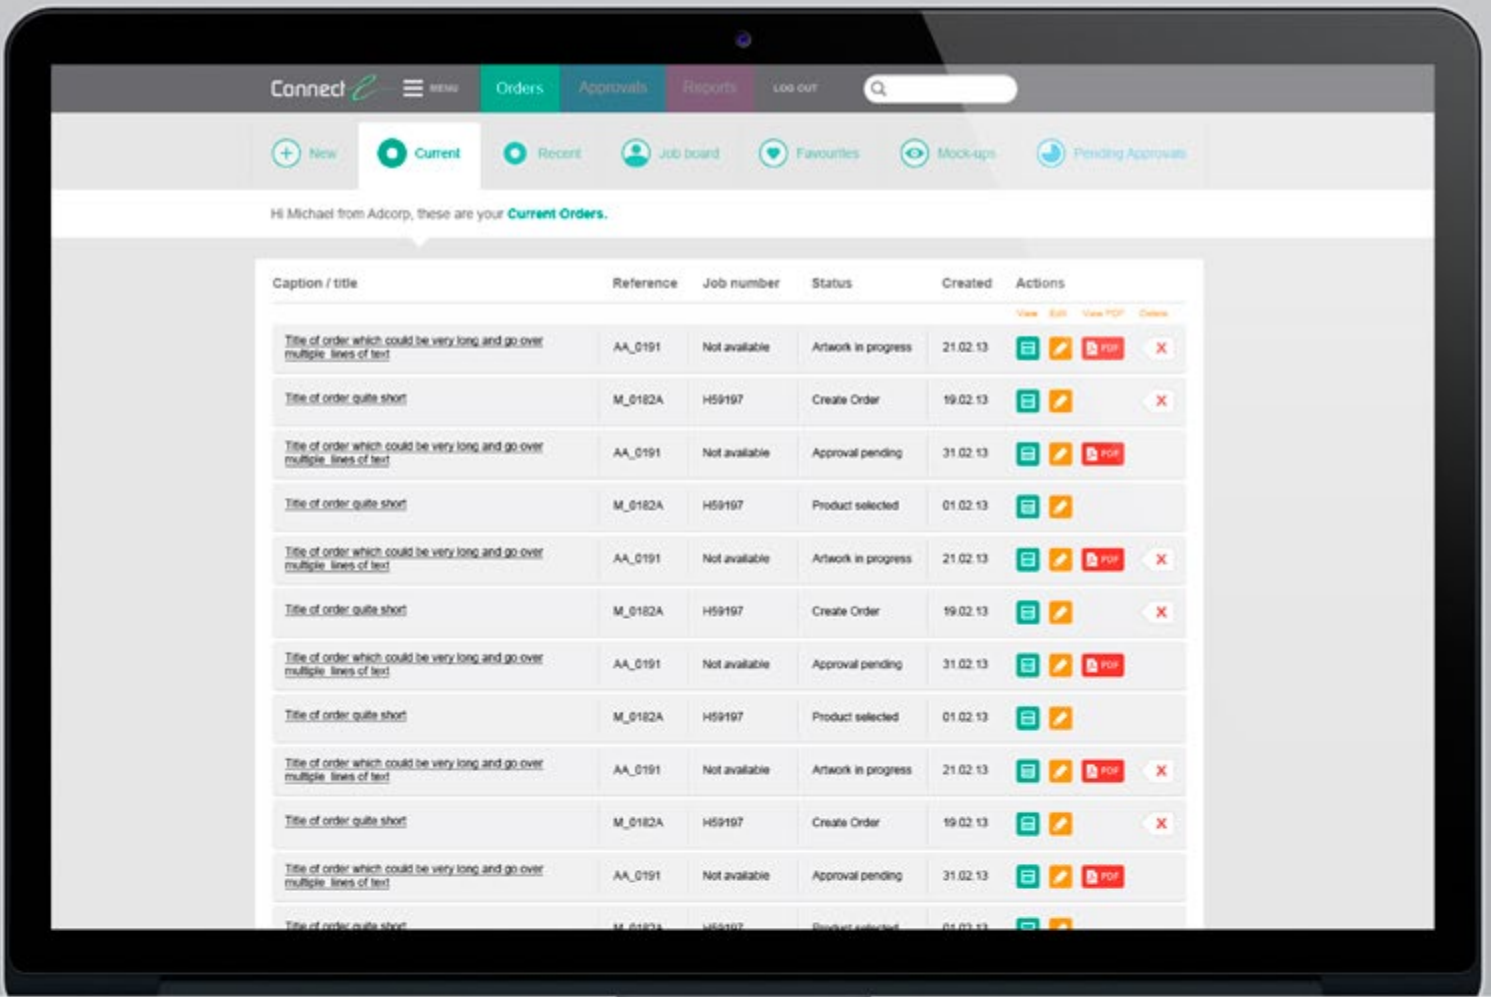 Connect e MENU Orders Approvals Reports LOG OUT
New Current Recent Job board Favourites Mock-ups Pending Approvals
Hi Michael from Adcorp, these are your Current Orders.
Caption / title Reference Job number Status Created Actions
View Edit View PDF Delete
Title of order which could be very long and go over
multiple lines of text AA_0191 Not available Artwork in progress 21.02.13 PDF X
Title of order quite short M_0182A H59197 Create Order 19.02.13 X
Title of order which could be very long and go over
multiple lines of text AA_0191 Not available Approval pending 31.02.13 PDF
Title of order quite short M_0182A H59197 Product selected 01.02.13
Title of order which could be very long and go over
multiple lines of text AA_0191 Not available Artwork in progress 21.02.13 PDF X
Title of order quite short M_0182A H59197 Create Order 19.02.13 X
Title of order which could be very long and go over
multiple lines of text AA_0191 Not available Approval pending 31.02.13 PDF
Title of order quite short M_0182A H59197 Product selected 01.02.13
Title of order which could be very long and go over
multiple lines of text AA_0191 Not available Artwork in progress 21.02.13 PDF X
Title of order quite short M_0182A H59197 Create Order 19.02.13 X
Title of order which could be very long and go over
multiple lines of text AA_0191 Not available Approval pending 31.02.13 PDF
Title of order quite short M_0182A H59197 Product selected 01.02.13